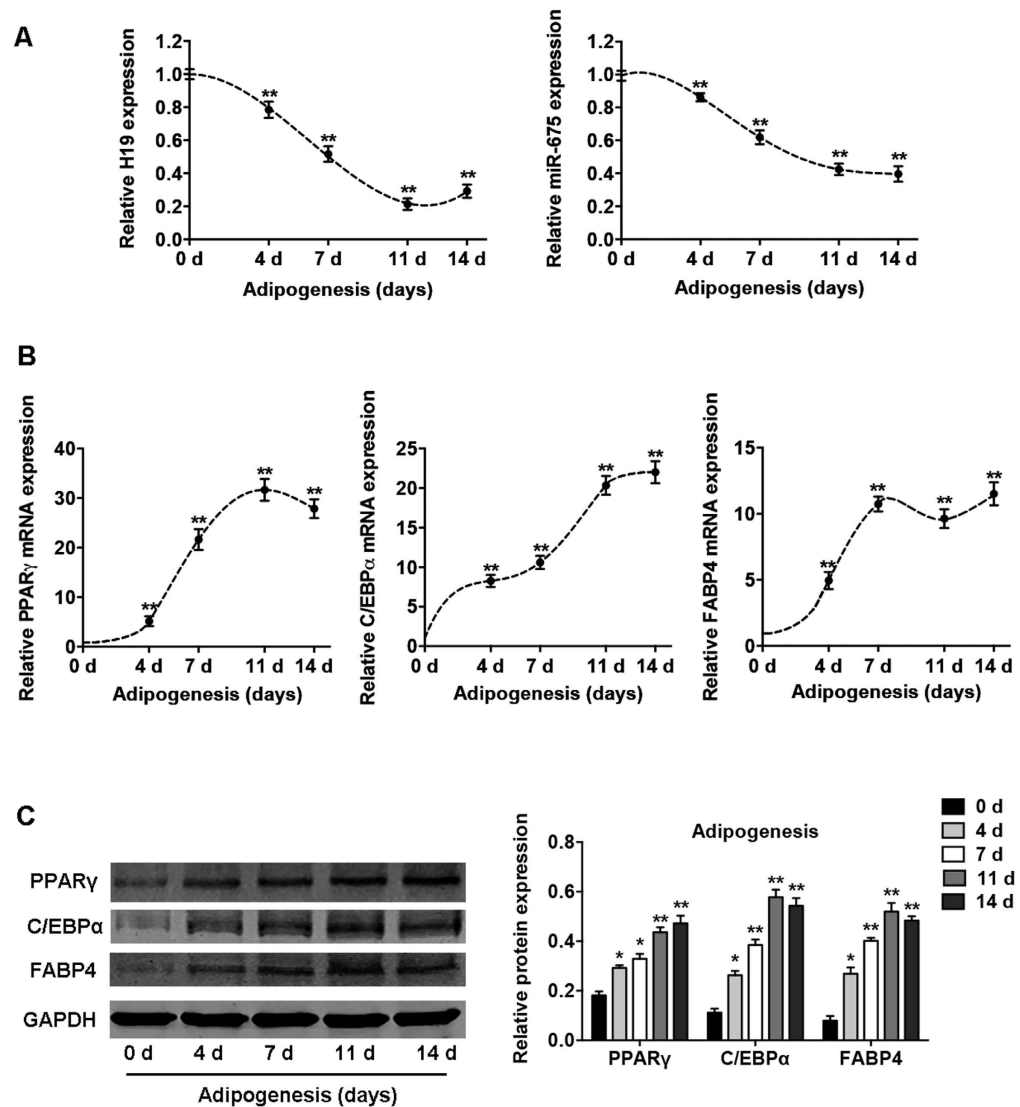 A
Relative H19 expression
1.2
1.0
0.8
0.6
0.4
0.2
0.0
** ** ** **
0 d 4 d 7 d 11 d 14 d
Adipogenesis (days)
Relative miR-675 expression
1.2
1.0
0.8
0.6
0.4
0.2
0.0
** ** ** **
0 d 4 d 7 d 11 d 14 d
Adipogenesis (days)
B
Relative PPARγ mRNA expression
40
30
20
10
0
** ** ** **
0 d 4 d 7 d 11 d 14 d
Adipogenesis (days)
Relative C/EBPα mRNA expression
25
20
15
10
5
0
** ** ** **
0 d 4 d 7 d 11 d 14 d
Adipogenesis (days)
Relative FABP4 mRNA expression
15
10
5
0
** ** ** **
0 d 4 d 7 d 11 d 14 d
Adipogenesis (days)
C
PPARγ
C/EBPα
FABP4
GAPDH
0 d 4 d 7 d 11 d 14 d
Adipogenesis (days)
Adipogenesis
Relative protein expression
0.8
0.6
0.4
0.2
0.0
* * ** **
* ** ** **
* ** ** **
PPARγ C/EBPα FABP4
0 d
4 d
7 d
11 d
14 d